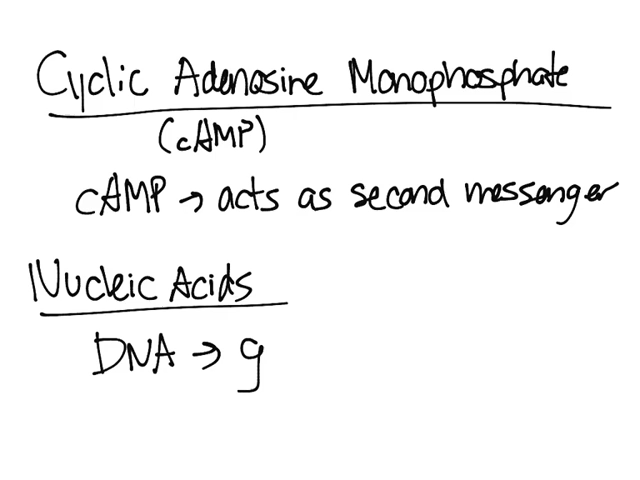 Cyclic Adenosine Monophosphate
(cAMP)
cAMP → acts as second messenger
Nucleic Acids
DNA → g